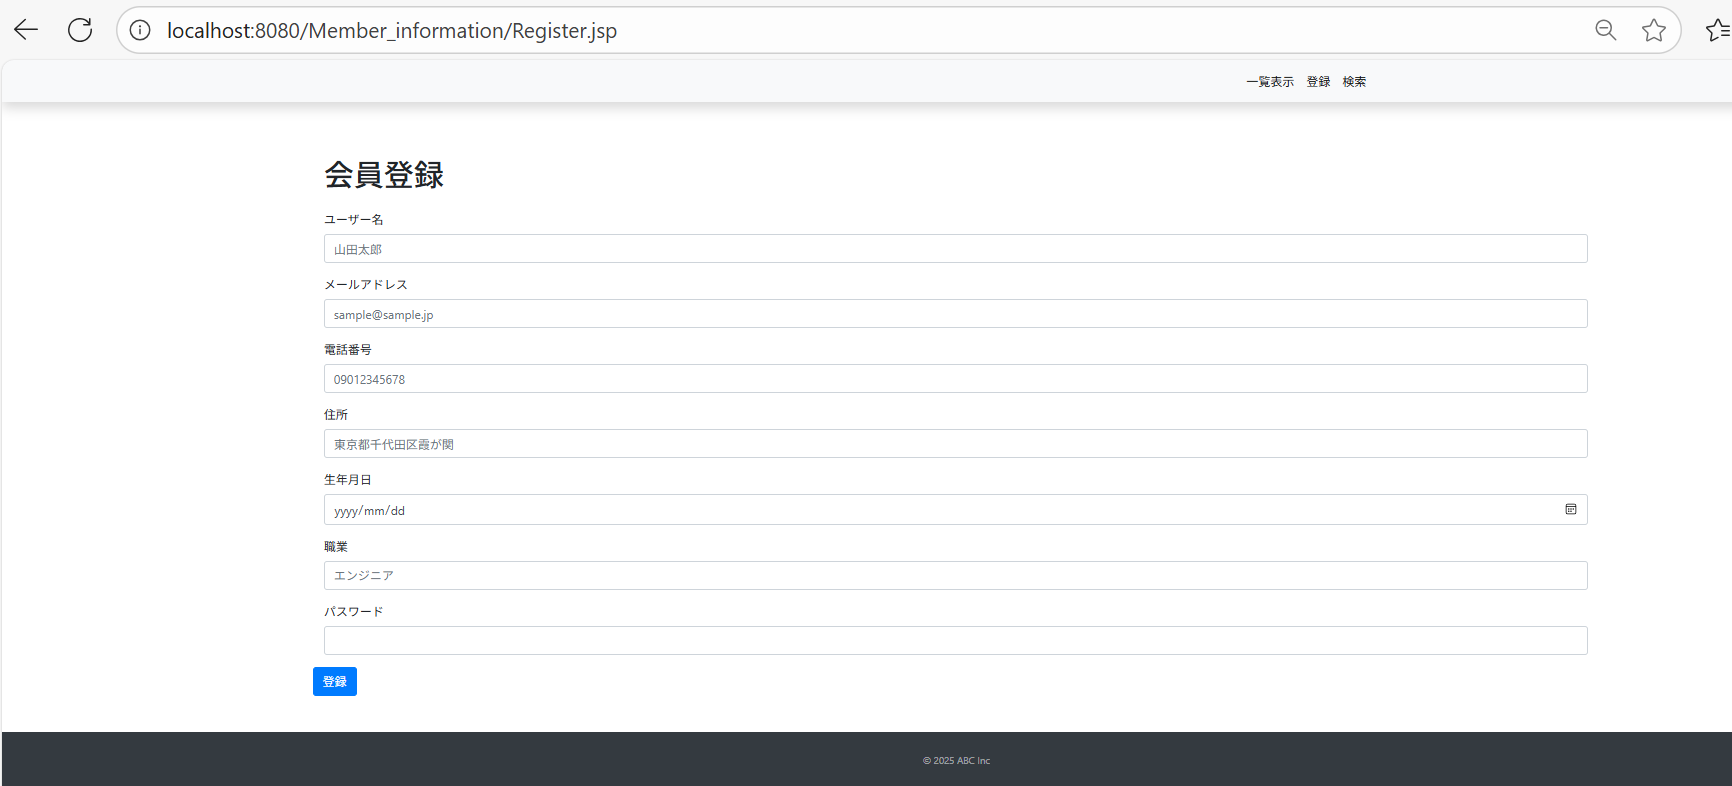 localhost:8080/Member_information/Register.jsp
一覧表示 登録 検索
会員登録
ユーザー名
山田太郎
メールアドレス
sample@sample.jp
電話番号
09012345678
住所
東京都千代田区霞が関
生年月日
yyyy/mm/dd
職業
エンジニア
パスワード
登録
© 2025 ABC Inc